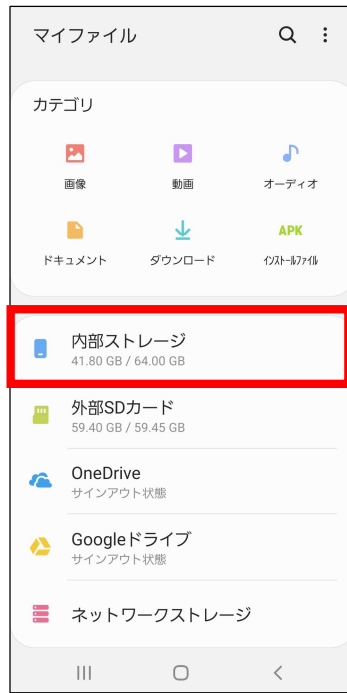 マイファイル
カテゴリ
画像
動画
オーディオ
ドキュメント
ダウンロード
APK
インストールファイル
内部ストレージ
41.80 GB / 64.00 GB
外部SDカード
59.40 GB / 59.45 GB
OneDrive
サインアウト状態
Googleドライブ
サインアウト状態
ネットワークストレージ